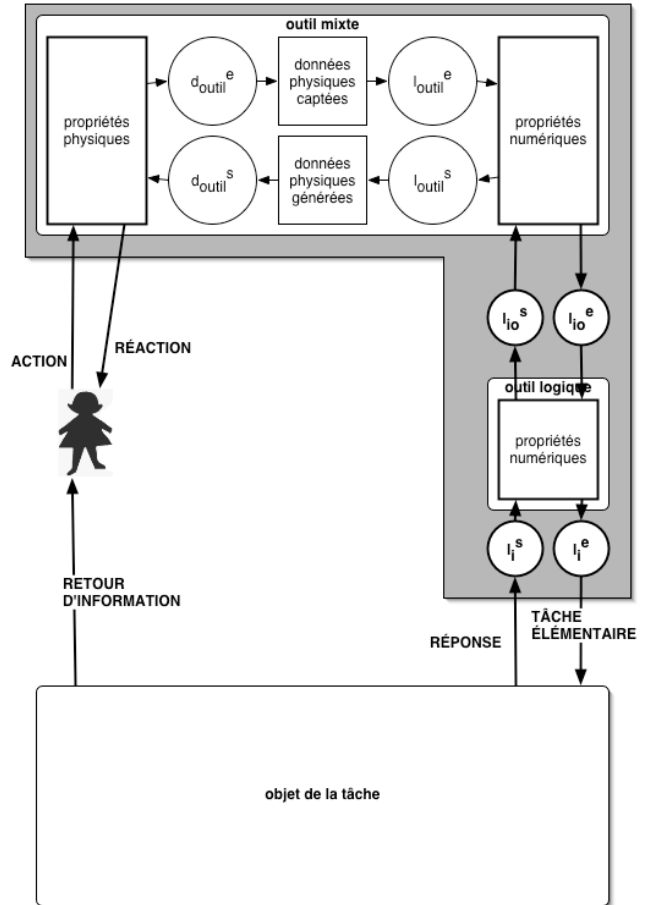 outil mixte
propriétés
physiques
d_outil^e
données
physiques
captées
l_outil^e
propriétés
numériques
d_outil^s
données
physiques
générées
l_outil^s
l_io^s
l_io^e
ACTION
RÉACTION
outil logique
propriétés
numériques
l_i^s
l_i^e
RETOUR
D'INFORMATION
RÉPONSE
TÂCHE
ÉLÉMENTAIRE
objet de la tâche